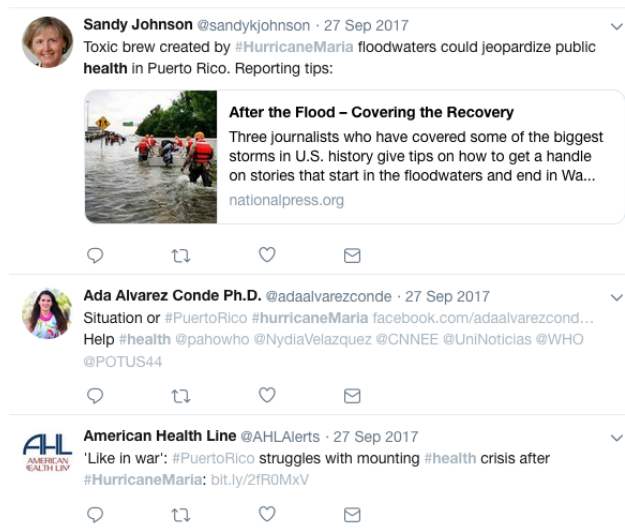 Sandy Johnson @sandykjohnson · 27 Sep 2017
Toxic brew created by #HurricaneMaria floodwaters could jeopardize public
health in Puerto Rico. Reporting tips:
After the Flood – Covering the Recovery
Three journalists who have covered some of the biggest
storms in U.S. history give tips on how to get a handle
on stories that start in the floodwaters and end in Wa...
nationalpress.org
Ada Alvarez Conde Ph.D. @adaalvarezconde · 27 Sep 2017
Situation or #PuertoRico #hurricaneMaria facebook.com/adaalvarezcond...
Help #health @pahowho @NydiaVelazquez @CNNEE @UniNoticias @WHO
@POTUS44
AHL
AMERICAN
EALTH LIN
American Health Line @AHLAlerts · 27 Sep 2017
'Like in war': #PuertoRico struggles with mounting #health crisis after
#HurricaneMaria: bit.ly/2fR0MxV